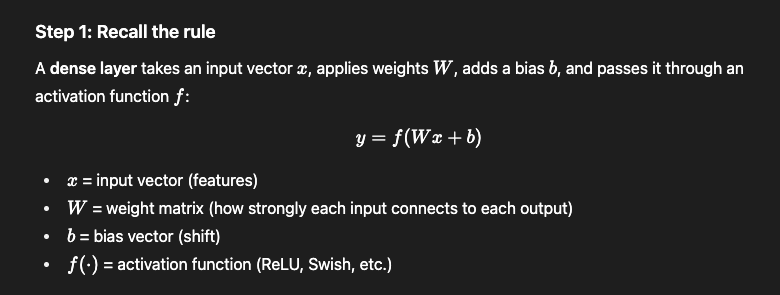 Step 1: Recall the rule
A dense layer takes an input vector x, applies weights W, adds a bias b, and passes it through an
activation function f:
y = f(Wx + b)
• x = input vector (features)
• W = weight matrix (how strongly each input connects to each output)
• b = bias vector (shift)
• f(·) = activation function (ReLU, Swish, etc.)